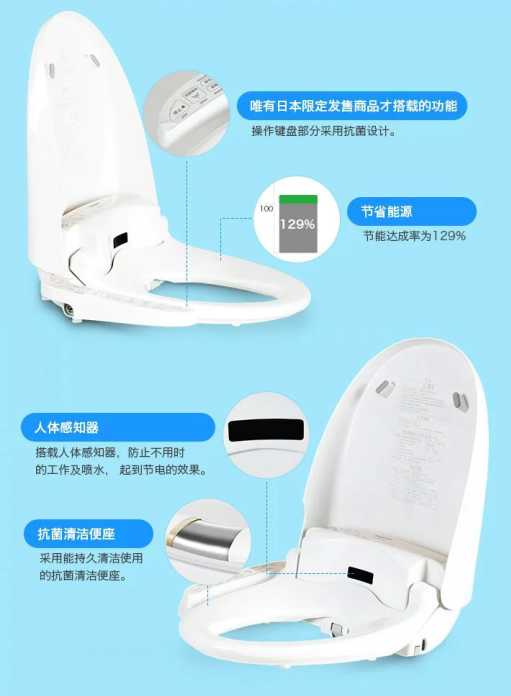 唯有日本限定发售商品才搭载的功能
操作键盘部分采用抗菌设计。
100
129%
节省能源
节能达成率为129%
人体感知器
搭载人体感知器，防止不用时
的工作及喷水， 起到节电的效果。
抗菌清洁便座
采用能持久清洁使用
的抗菌清洁便座。